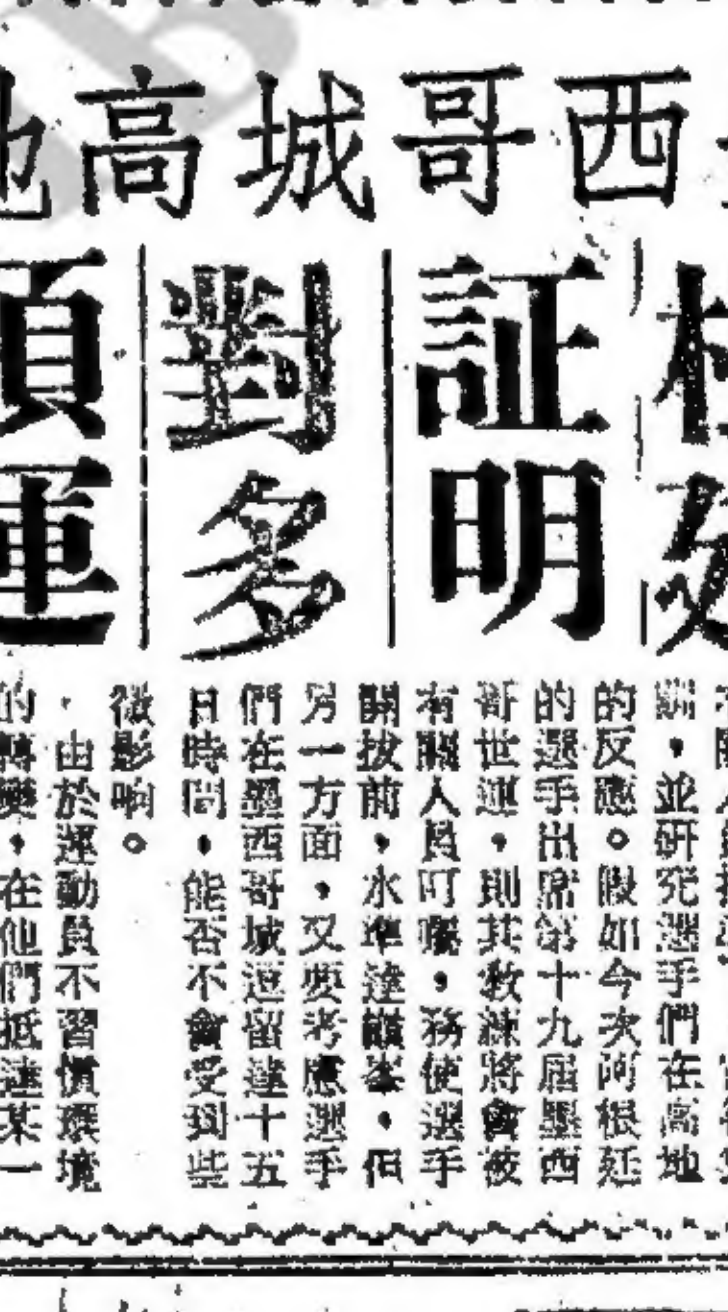 西哥城高地
証明
對多
須運
訓，並研究選手們在高地
的反應。假如今次阿根廷
的選手出席第十九屆墨西
哥世運，則其教練將會被
有關人員叮囑，務使選手
開拔前，水準達巔峯，但
另一方面，又要考慮選手
們在墨西哥城逗留達十五
日時間，能否不會受到些
微影响。
由於運動員不習慣環境
的轉變，在他們抵達某一